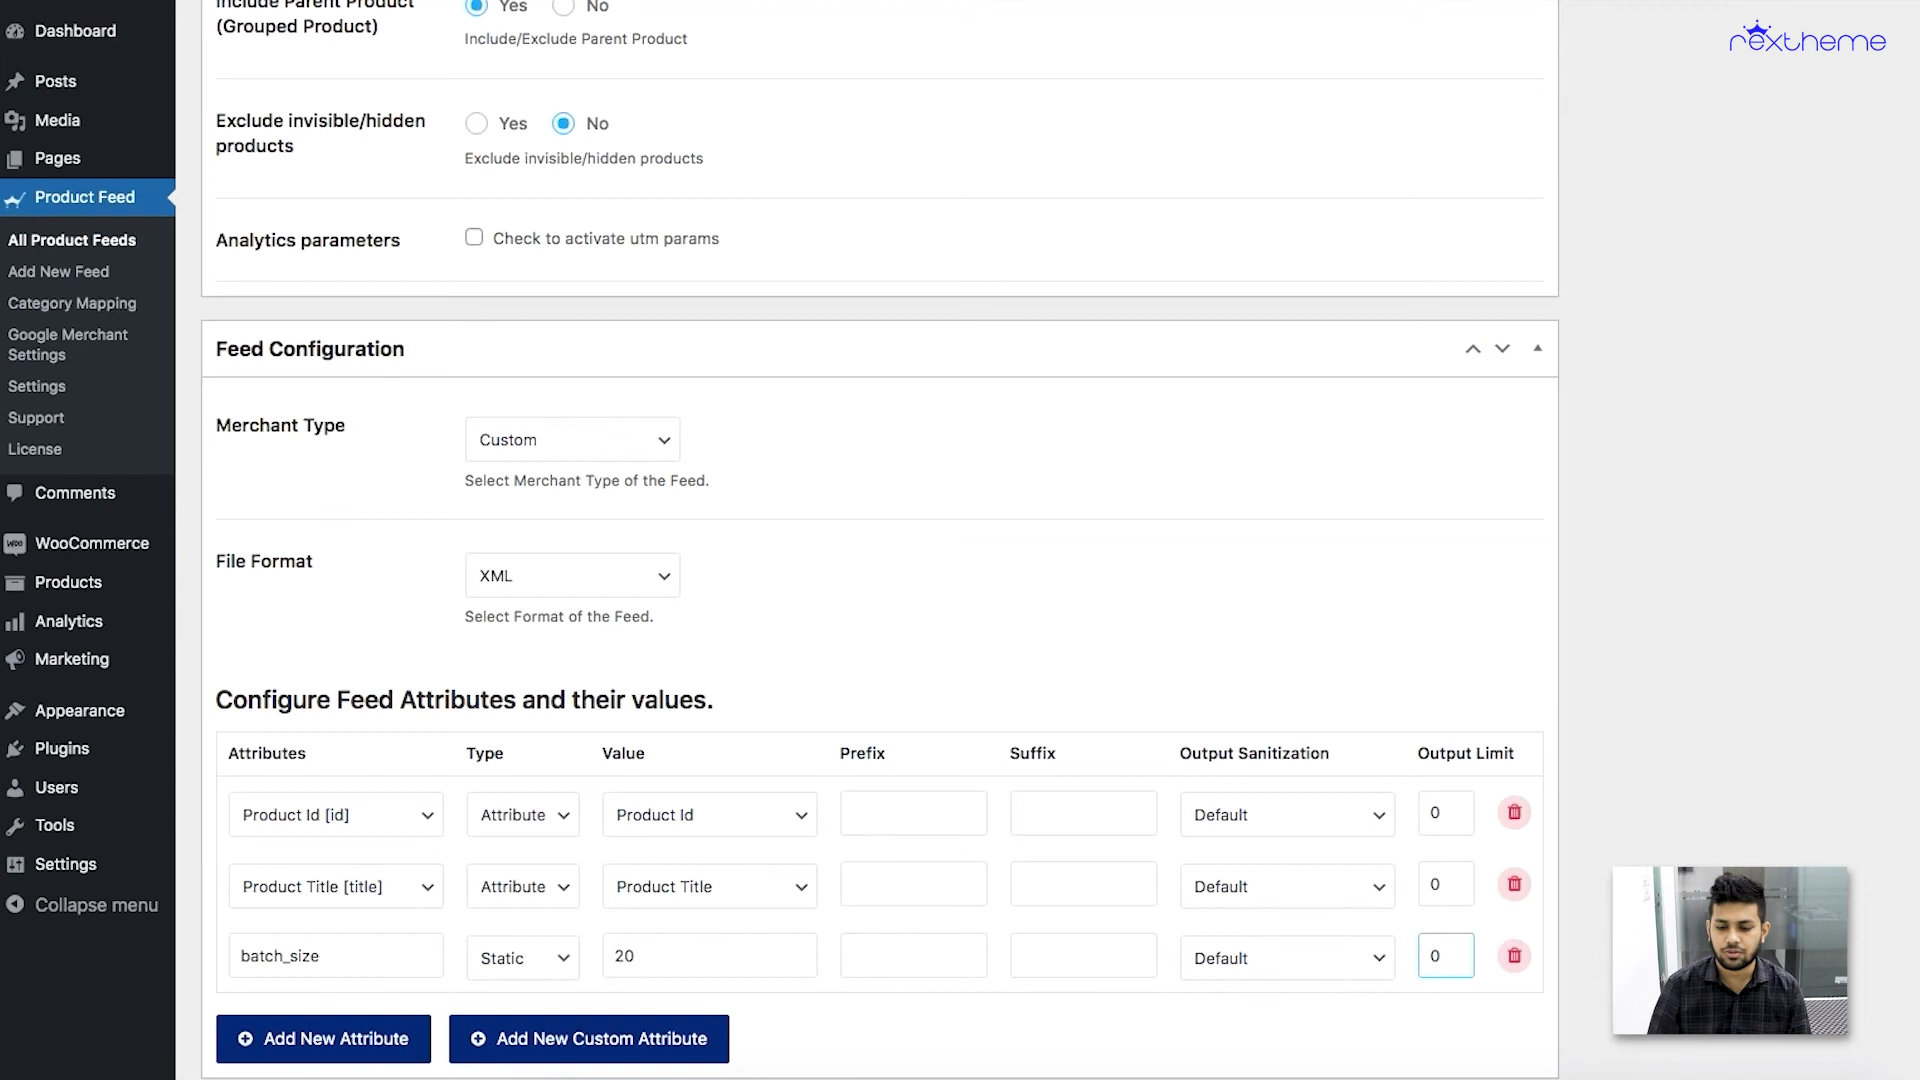 Dashboard
Posts
Media
Pages
Product Feed
All Product Feeds
Add New Feed
Category Mapping
Google Merchant
Settings
Settings
Support
License
Comments
WooCommerce
Products
Analytics
Marketing
Appearance
Plugins
Users
Tools
Settings
Collapse menu
rextheme
Include Parent Product
(Grouped Product)
Yes No
Include/Exclude Parent Product
Exclude invisible/hidden
products
Yes No
Exclude invisible/hidden products
Analytics parameters
Check to activate utm params
Feed Configuration
Merchant Type
Custom
Select Merchant Type of the Feed.
File Format
XML
Select Format of the Feed.
Configure Feed Attributes and their values.
Attributes Type Value Prefix Suffix Output Sanitization Output Limit
Product Id [id] Attribute Product Id Default 0
Product Title [title] Attribute Product Title Default 0
batch_size Static 20 Default 0
Add New Attribute Add New Custom Attribute